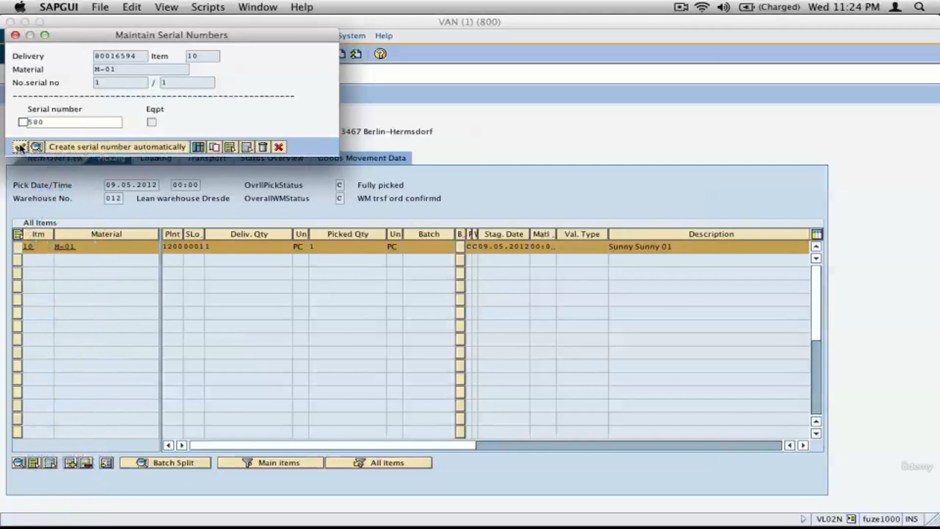 SAPGUI File Edit View Scripts Window Help (Charged) Wed 11:24 PM
VAN (1) (800)
System Help
Maintain Serial Numbers
Delivery 80016594 Item 10
Material M-01
No.serial no 1 / 1
Serial number Eqpt
580
Create serial number automatically
3467 Berlin-Hermsdorf
Picking Loading Transport Status Overview Goods Movement Data
Pick Date/Time 09.05.2012 00:00 OvrllPickStatus C Fully picked
Warehouse No. 012 Lean warehouse Dresde OverallWMStatus C WM trsf ord confirmd
All Items
Itm Material Plnt SLo. Deliv. Qty Un Picked Qty Un Batch B. P W Stag. Date Matl. Val. Type Description
10 M-01 1200 0001 1 PC 1 PC C C 09.05.2012 00:0.. Sunny Sunny 01
Batch Split Main items All items
Udemy
VL02N fuze1000 INS